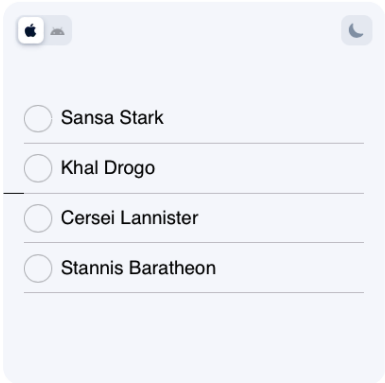 Sansa Stark
Khal Drogo
Cersei Lannister
Stannis Baratheon